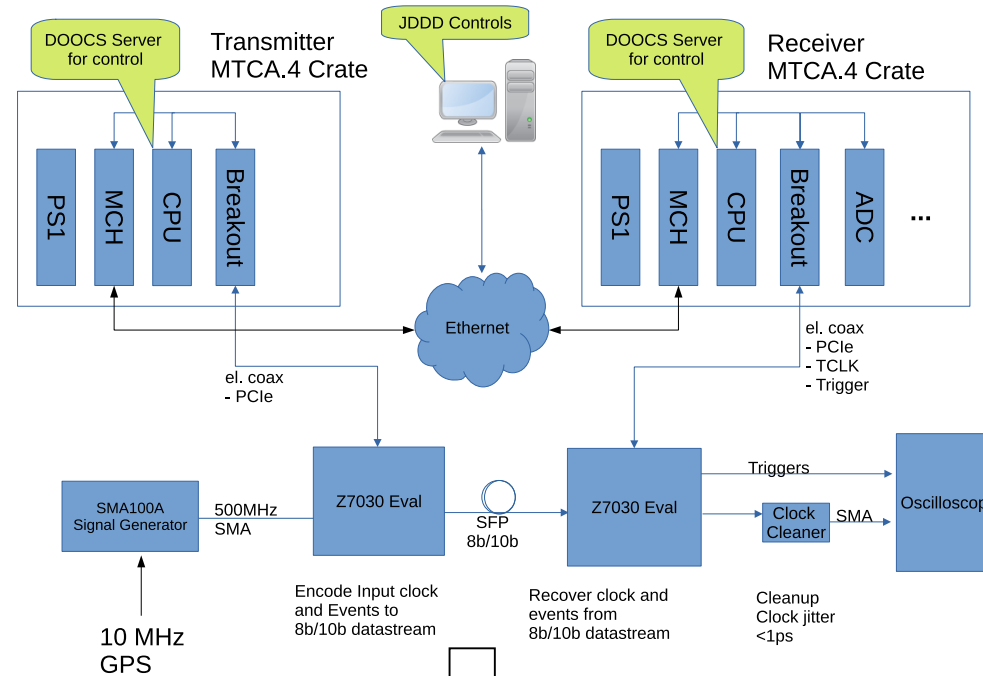 DOOCS Server
for control
Transmitter
MTCA.4 Crate
JDDD Controls
DOOCS Server
for control
Receiver
MTCA.4 Crate
PS1
MCH
CPU
Breakout
PS1
MCH
CPU
Breakout
ADC
...
Ethernet
el. coax
- PCIe
el. coax
- PCIe
- TCLK
- Trigger
SMA100A
Signal Generator
500MHz
SMA
Z7030 Eval
SFP
8b/10b
Z7030 Eval
Triggers
Clock
Cleaner
SMA
Oscilloscop
Encode Input clock
and Events to
8b/10b datastream
Recover clock and
events from
8b/10b datastream
Cleanup
Clock jitter
<1ps
10 MHz
GPS